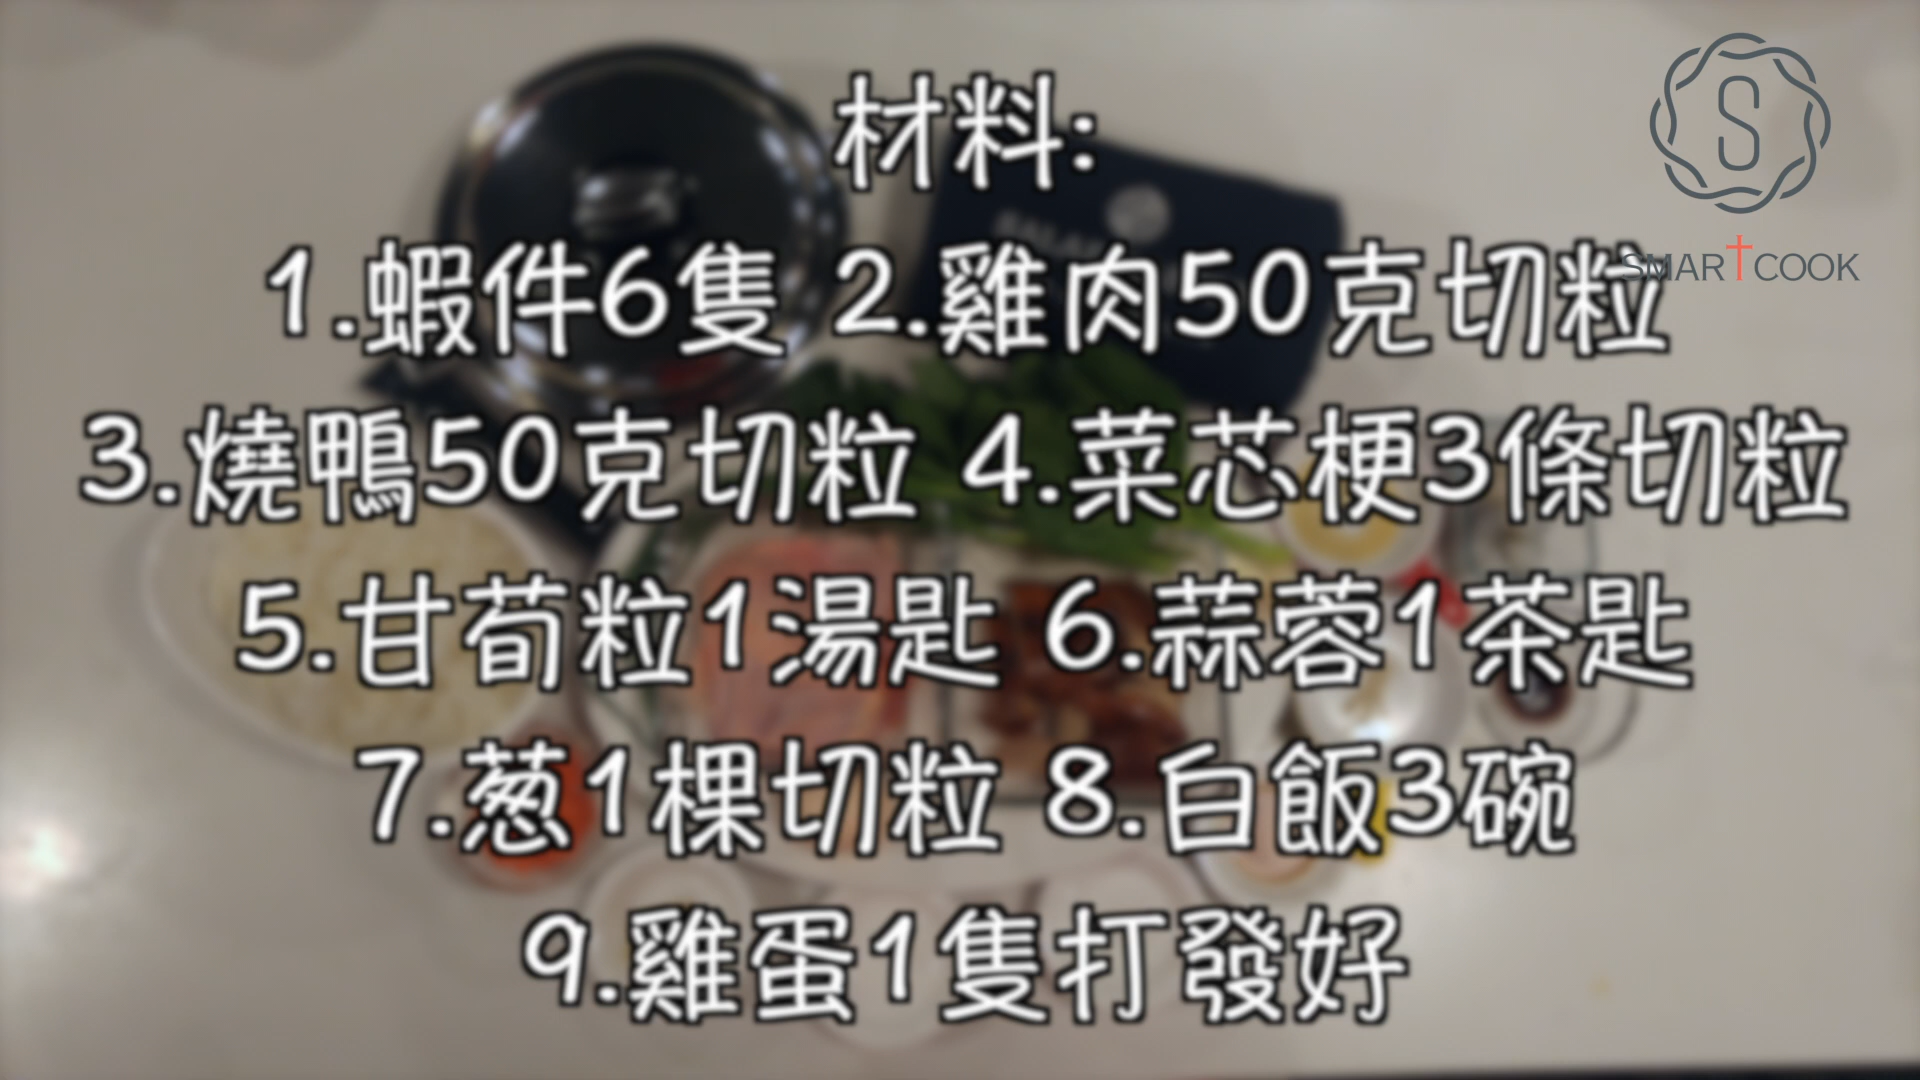 材料:
1.蝦件6隻 2.雞肉50克切粒
3.燒鴨50克切粒 4.菜芯梗3條切粒
5.甘荀粒1湯匙 6.蒜蓉1茶匙
7.葱1棵切粒 8.白飯3碗
9.雞蛋1隻打發好
S
SMARTCOOK